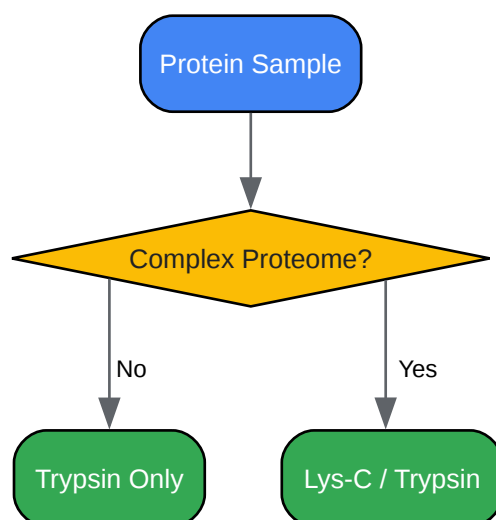 Protein Sample
Complex Proteome?
No
Yes
Trypsin Only
Lys-C / Trypsin